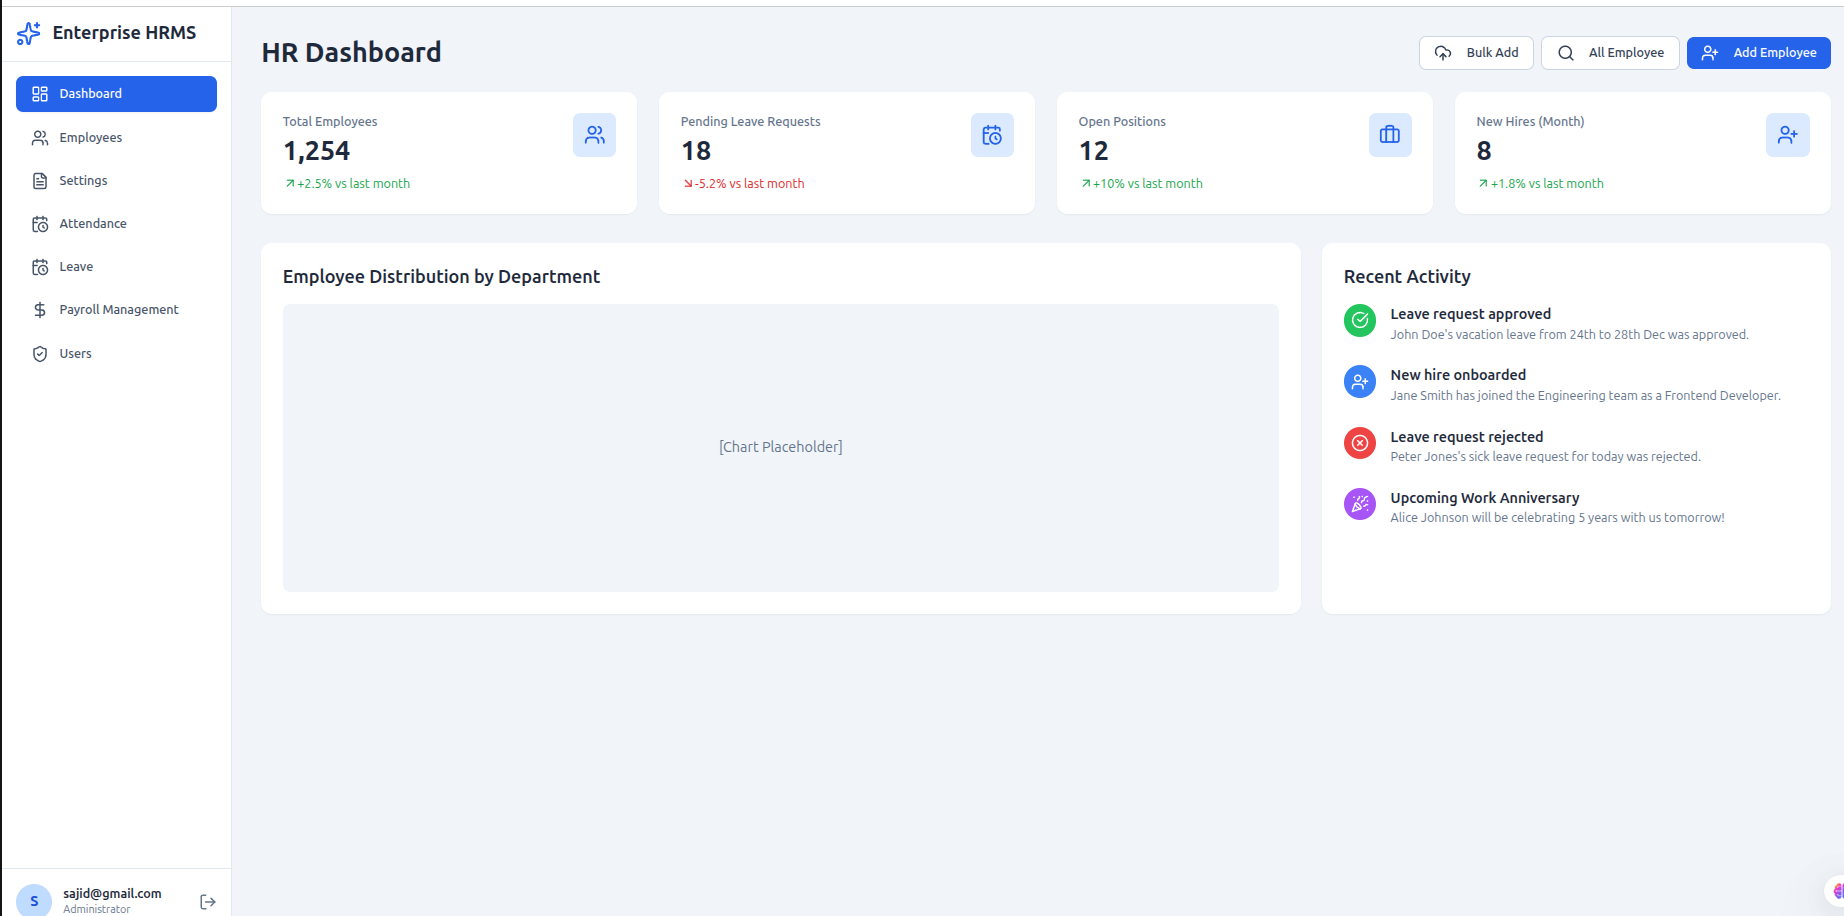 Enterprise HRMS
Dashboard
Employees
Settings
Attendance
Leave
Payroll Management
Users
S
sajid@gmail.com
Administrator
HR Dashboard
Bulk Add
All Employee
Add Employee
Total Employees
1,254
+2.5% vs last month
Pending Leave Requests
18
-5.2% vs last month
Open Positions
12
+10% vs last month
New Hires (Month)
8
+1.8% vs last month
Employee Distribution by Department
[Chart Placeholder]
Recent Activity
Leave request approved
John Doe's vacation leave from 24th to 28th Dec was approved.
New hire onboarded
Jane Smith has joined the Engineering team as a Frontend Developer.
Leave request rejected
Peter Jones's sick leave request for today was rejected.
Upcoming Work Anniversary
Alice Johnson will be celebrating 5 years with us tomorrow!